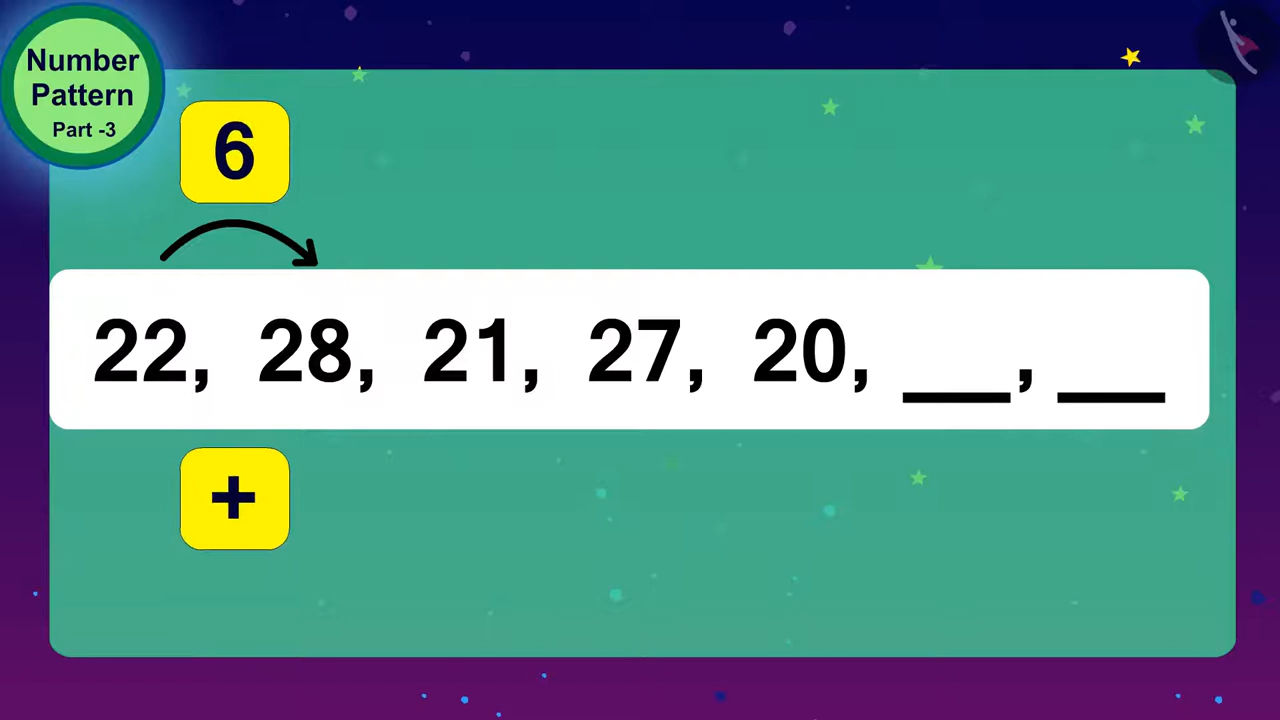 Number
Pattern
Part -3
6
22, 28, 21, 27, 20, ___, ___
+